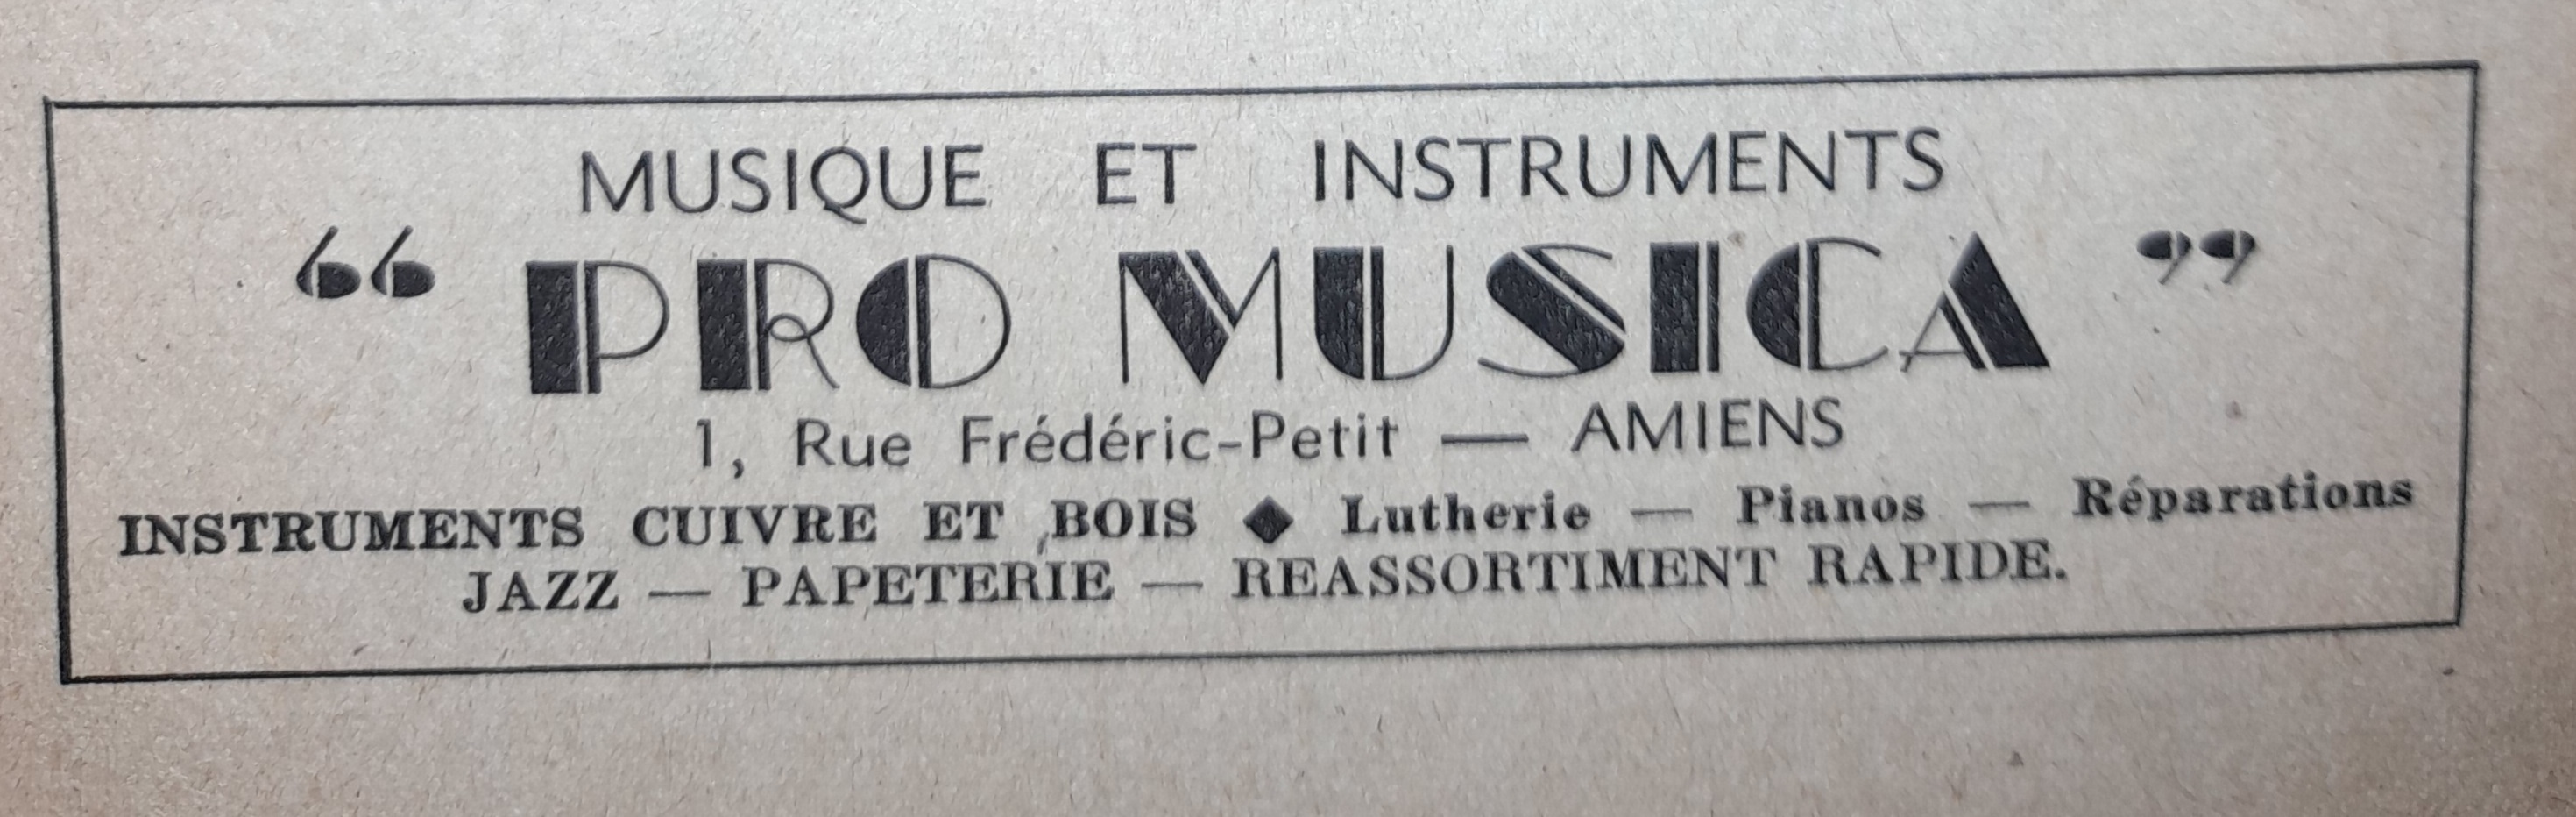 MUSIQUE ET INSTRUMENTS
“ PRO MUSICA ”
1, Rue Frédéric-Petit — AMIENS
INSTRUMENTS CUIVRE ET BOIS ◆ Lutherie — Pianos — Réparations
JAZZ — PAPETERIE — REASSORTIMENT RAPIDE.